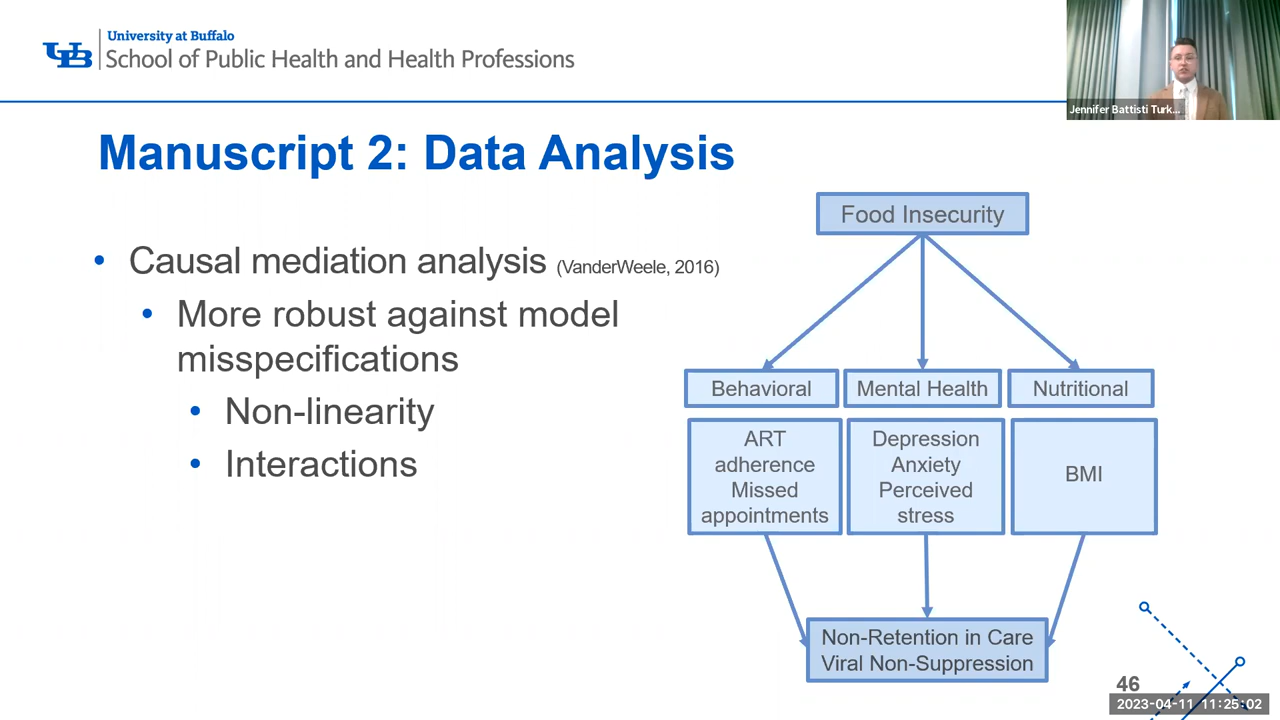 University at Buffalo
School of Public Health and Health Professions
Jennifer Battisti Turk...
Manuscript 2: Data Analysis
• Causal mediation analysis (VanderWeele, 2016)
• More robust against model
misspecifications
• Non-linearity
• Interactions
Food Insecurity
Behavioral
Mental Health
Nutritional
ART
adherence
Missed
appointments
Depression
Anxiety
Perceived
stress
BMI
Non-Retention in Care
Viral Non-Suppression
46
2023-04-11 11:25:02